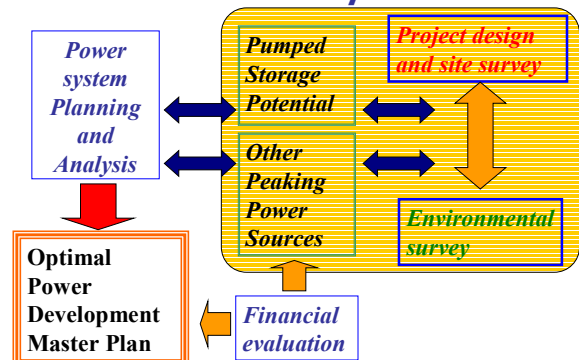 Power
system
Planning
and
Analysis
Pumped
Storage
Potential
Project design
and site survey
Other
Peaking
Power
Sources
Environmental
survey
Optimal
Power
Development
Master Plan
Financial
evaluation